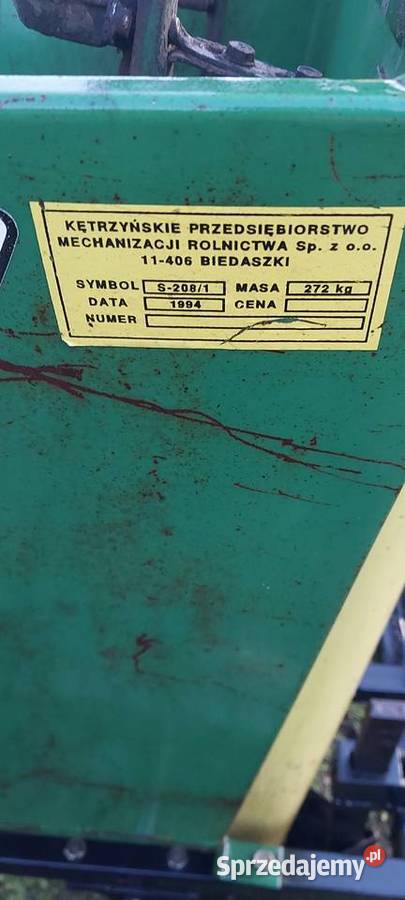 KĘTRZYŃSKIE PRZEDSIĘBIORSTWO
MECHANIZACJI ROLNICTWA Sp. z o.o.
11-406 BIEDASZKI
SYMBOL S-208/1 MASA 272 kg
DATA 1994 CENA
NUMER
Sprzedajemy.pl